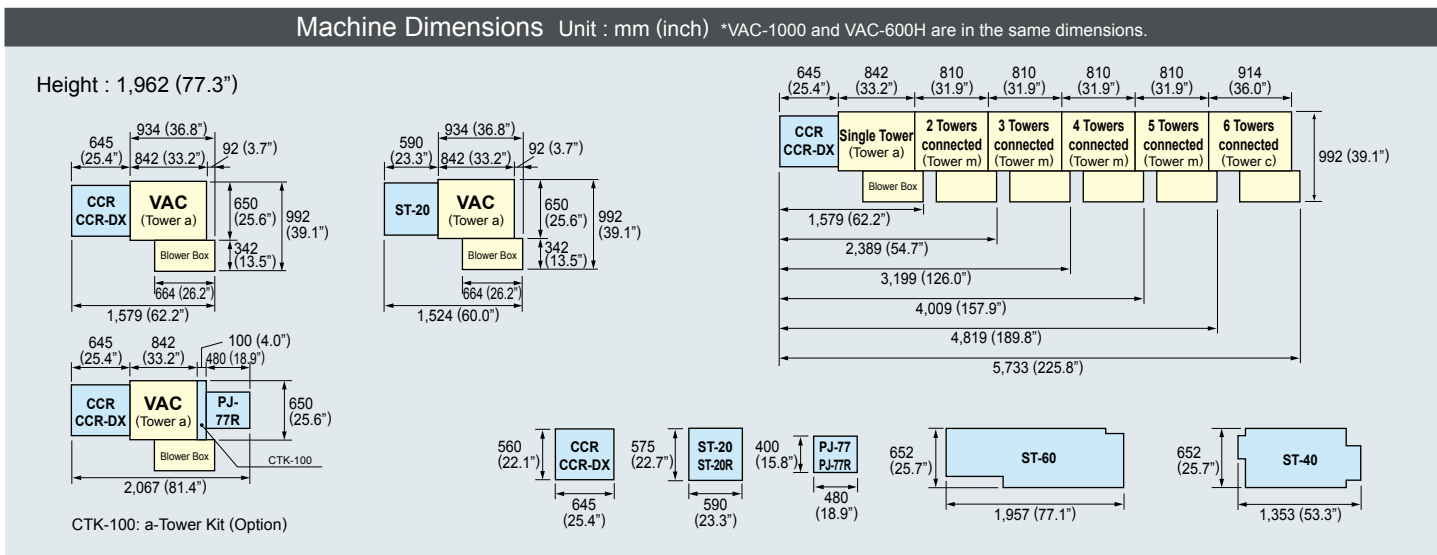 Machine Dimensions Unit : mm (inch) *VAC-1000 and VAC-600H are in the same dimensions.
Height : 1,962 (77.3”)
934 (36.8”)
645
(25.4”)
842 (33.2”)
92 (3.7”)
CCR
CCR-DX
VAC
(Tower a)
650
(25.6”)
992
(39.1”)
Blower Box
342
(13.5”)
664 (26.2”)
1,579 (62.2”)
934 (36.8”)
590
(23.3”)
842 (33.2”)
92 (3.7”)
ST-20
VAC
(Tower a)
650
(25.6”)
992
(39.1”)
Blower Box
342
(13.5”)
664 (26.2”)
1,524 (60.0”)
645
(25.4”)
842
(33.2”)
810
(31.9”)
810
(31.9”)
810
(31.9”)
810
(31.9”)
914
(36.0”)
CCR
CCR-DX
Single Tower
(Tower a)
2 Towers
connected
(Tower m)
3 Towers
connected
(Tower m)
4 Towers
connected
(Tower m)
5 Towers
connected
(Tower m)
6 Towers
connected
(Tower c)
992 (39.1”)
Blower Box
1,579 (62.2”)
2,389 (54.7”)
3,199 (126.0”)
4,009 (157.9”)
4,819 (189.8”)
5,733 (225.8”)
645
(25.4”)
842
(33.2”)
100 (4.0”)
480 (18.9”)
CCR
CCR-DX
VAC
(Tower a)
PJ-
77R
650
(25.6”)
Blower Box
CTK-100
2,067 (81.4”)
CTK-100: a-Tower Kit (Option)
560
(22.1”)
CCR
CCR-DX
645
(25.4”)
575
(22.7”)
ST-20
ST-20R
590
(23.3”)
400
(15.8”)
PJ-77
PJ-77R
480
(18.9”)
652
(25.7”)
ST-60
1,957 (77.1”)
652
(25.7”)
ST-40
1,353 (53.3”)